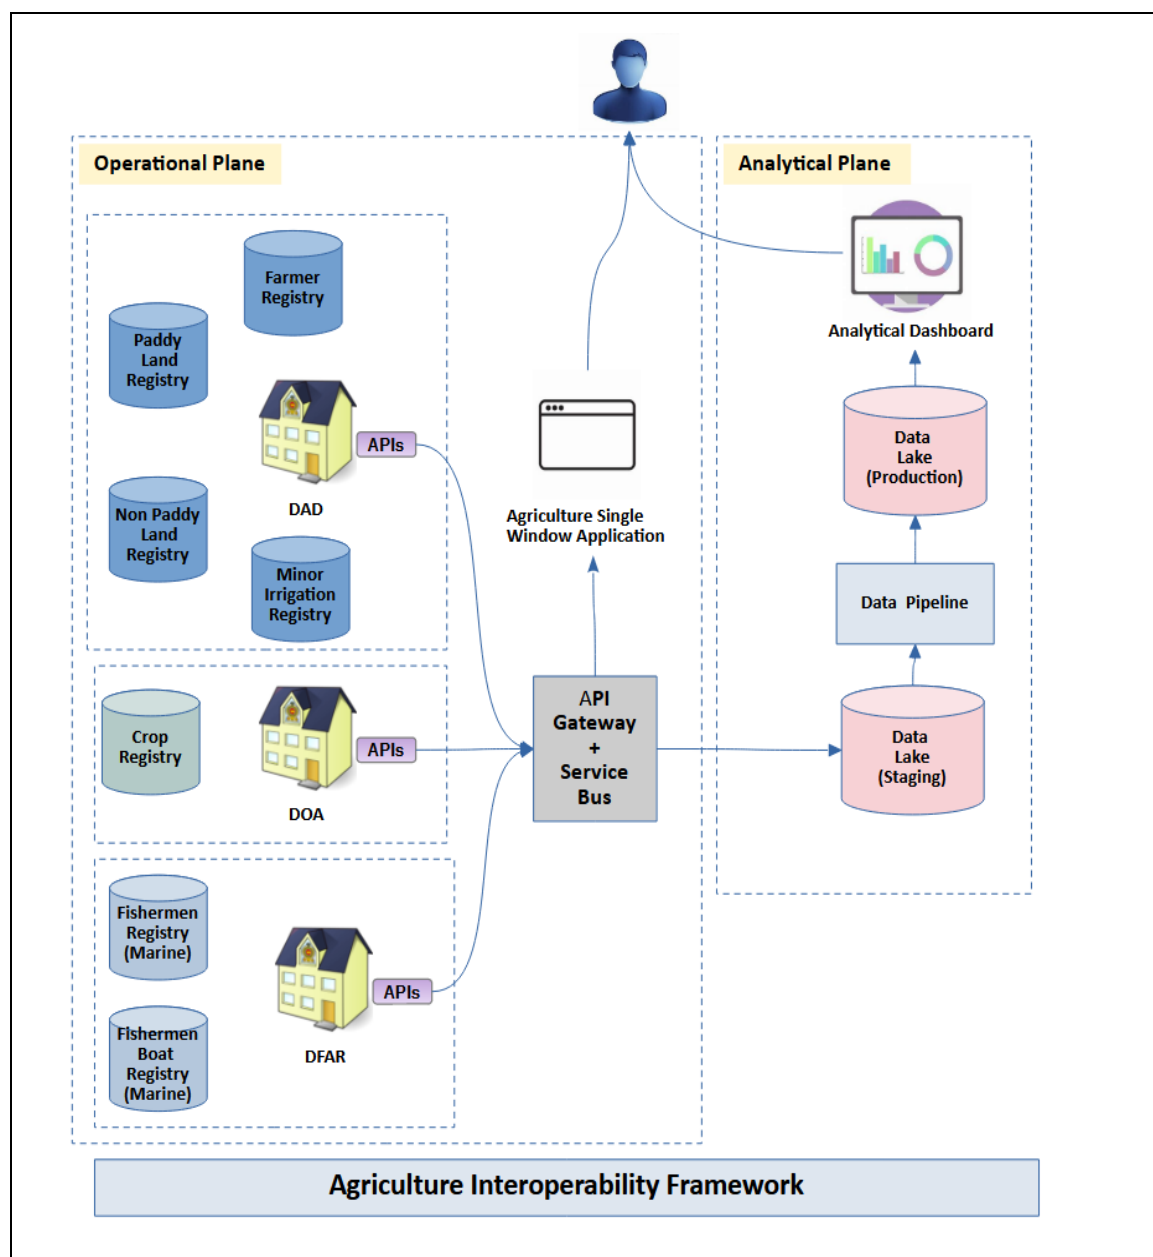 Operational Plane
Farmer
Registry
Paddy
Land
Registry
APIs
DAD
Non Paddy
Land
Registry
Minor
Irrigation
Registry
Crop
Registry
APIs
DOA
Fishermen
Registry
(Marine)
APIs
DFAR
Fishermen
Boat
Registry
(Marine)
Agriculture Single
Window Application
API
Gateway
+
Service
Bus
Analytical Plane
Analytical Dashboard
Data
Lake
(Production)
Data Pipeline
Data
Lake
(Staging)
Agriculture Interoperability Framework